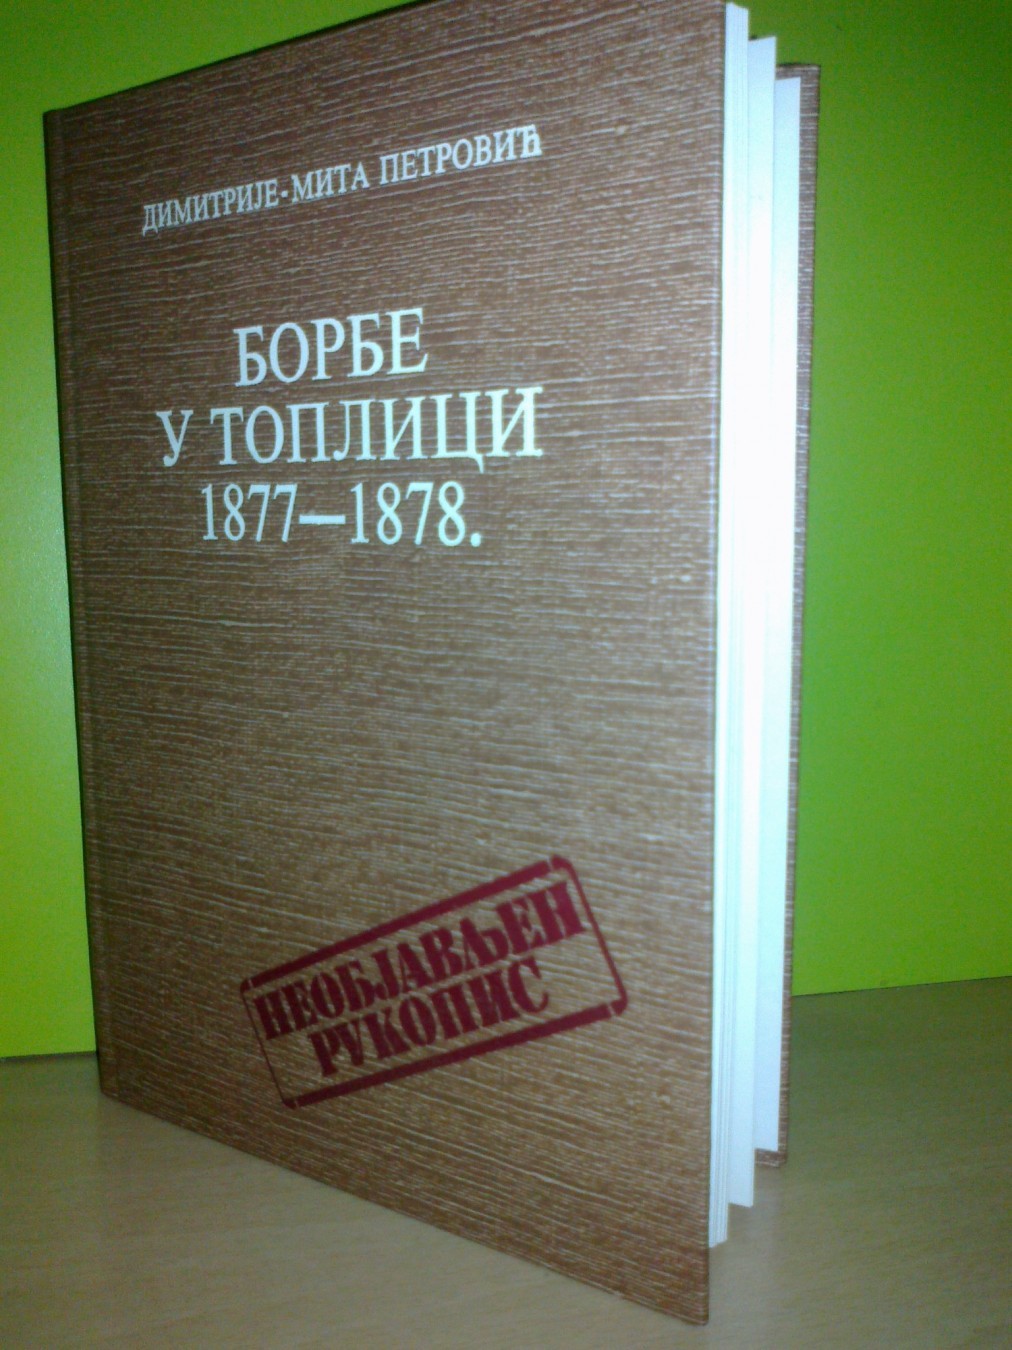 ДИМИТРИЈЕ-МИТА ПЕТРОВИЋ
БОРБЕ
У ТОПЛИЦИ
1877—1878.
НЕОБЈАВЉЕН
РУКОПИС